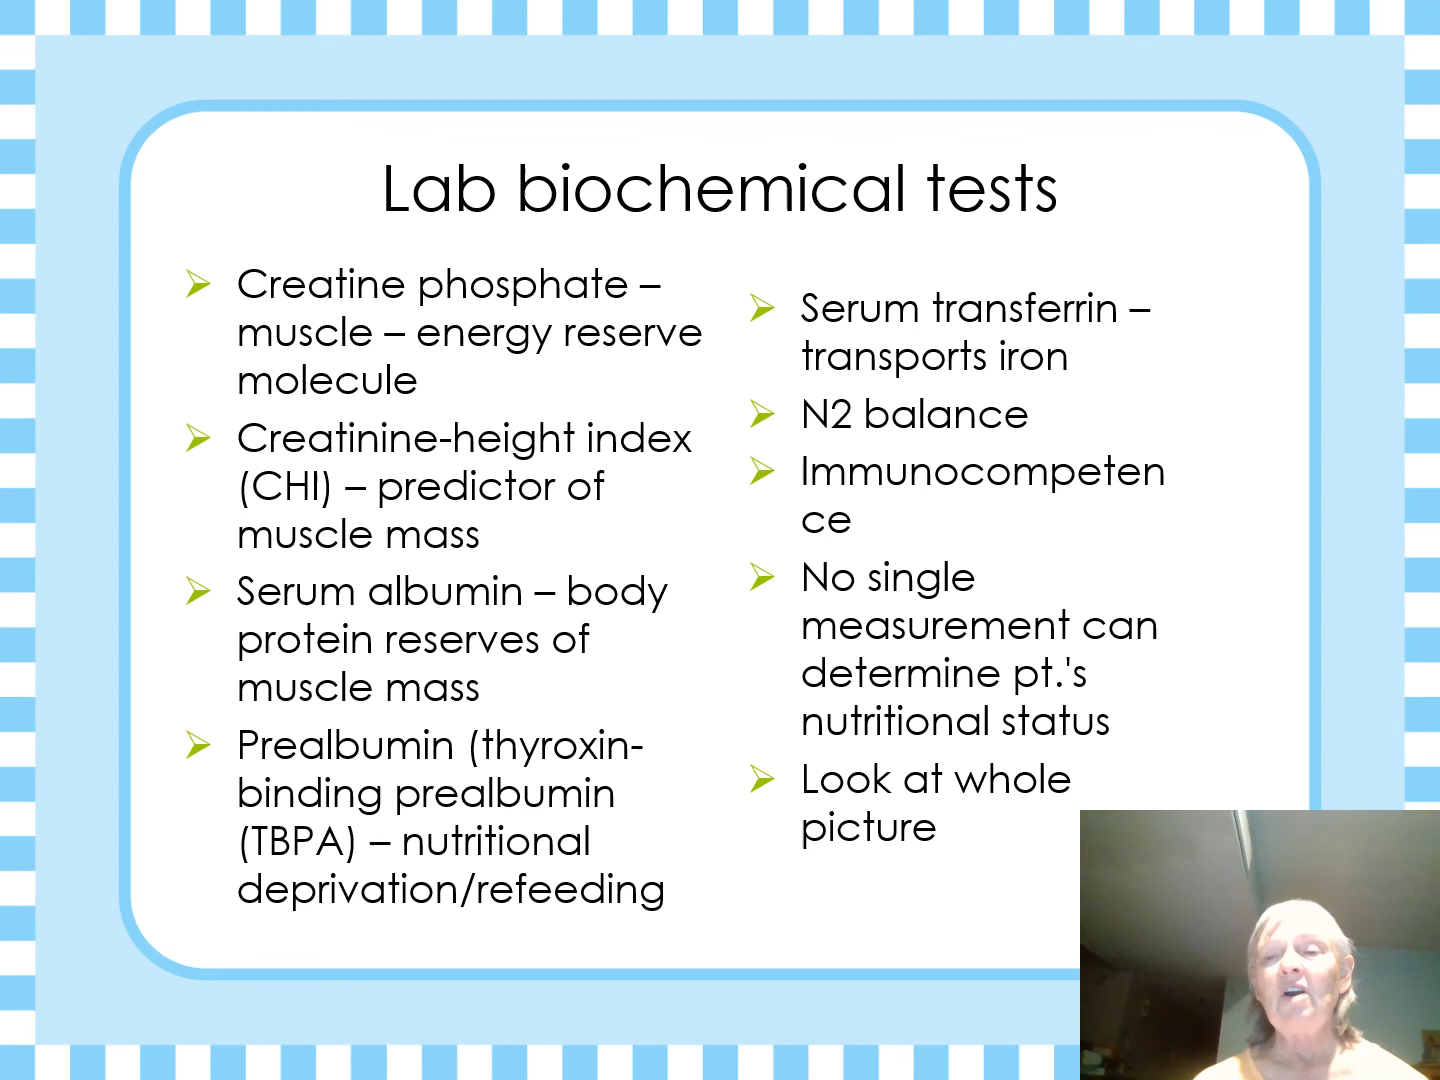 Lab biochemical tests
Creatine phosphate –
muscle – energy reserve
molecule
Creatinine-height index
(CHI) – predictor of
muscle mass
Serum albumin – body
protein reserves of
muscle mass
Prealbumin (thyroxin-
binding prealbumin
(TBPA) – nutritional
deprivation/refeeding
Serum transferrin –
transports iron
N2 balance
Immunocompeten
ce
No single
measurement can
determine pt.'s
nutritional status
Look at whole
picture